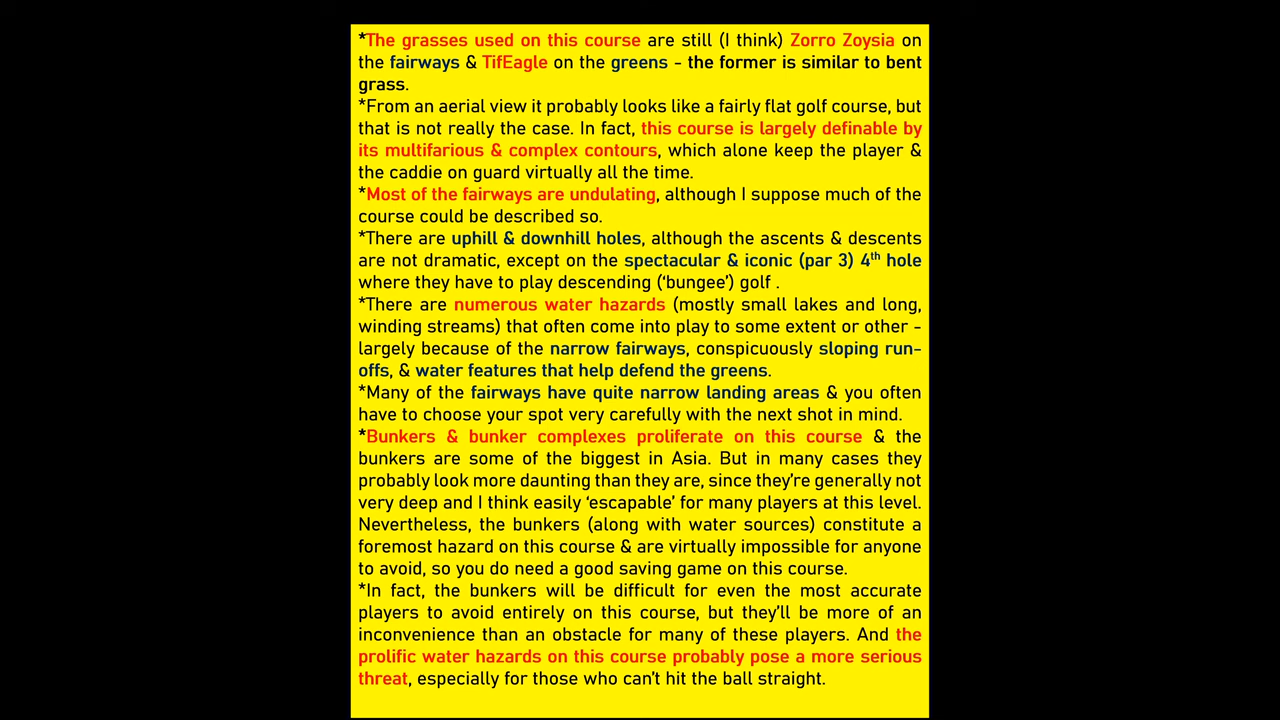 *The grasses used on this course are still (I think) Zorro Zoysia on
the fairways & TifEagle on the greens - the former is similar to bent
grass.
*From an aerial view it probably looks like a fairly flat golf course, but
that is not really the case. In fact, this course is largely definable by
its multifarious & complex contours, which alone keep the player &
the caddie on guard virtually all the time.
*Most of the fairways are undulating, although I suppose much of the
course could be described so.
*There are uphill & downhill holes, although the ascents & descents
are not dramatic, except on the spectacular & iconic (par 3) 4th hole
where they have to play descending (‘bungee’) golf .
*There are numerous water hazards (mostly small lakes and long,
winding streams) that often come into play to some extent or other -
largely because of the narrow fairways, conspicuously sloping run-
offs, & water features that help defend the greens.
*Many of the fairways have quite narrow landing areas & you often
have to choose your spot very carefully with the next shot in mind.
*Bunkers & bunker complexes proliferate on this course & the
bunkers are some of the biggest in Asia. But in many cases they
probably look more daunting than they are, since they’re generally not
very deep and I think easily ‘escapable’ for many players at this level.
Nevertheless, the bunkers (along with water sources) constitute a
foremost hazard on this course & are virtually impossible for anyone
to avoid, so you do need a good saving game on this course.
*In fact, the bunkers will be difficult for even the most accurate
players to avoid entirely on this course, but they’ll be more of an
inconvenience than an obstacle for many of these players. And the
prolific water hazards on this course probably pose a more serious
threat, especially for those who can’t hit the ball straight.